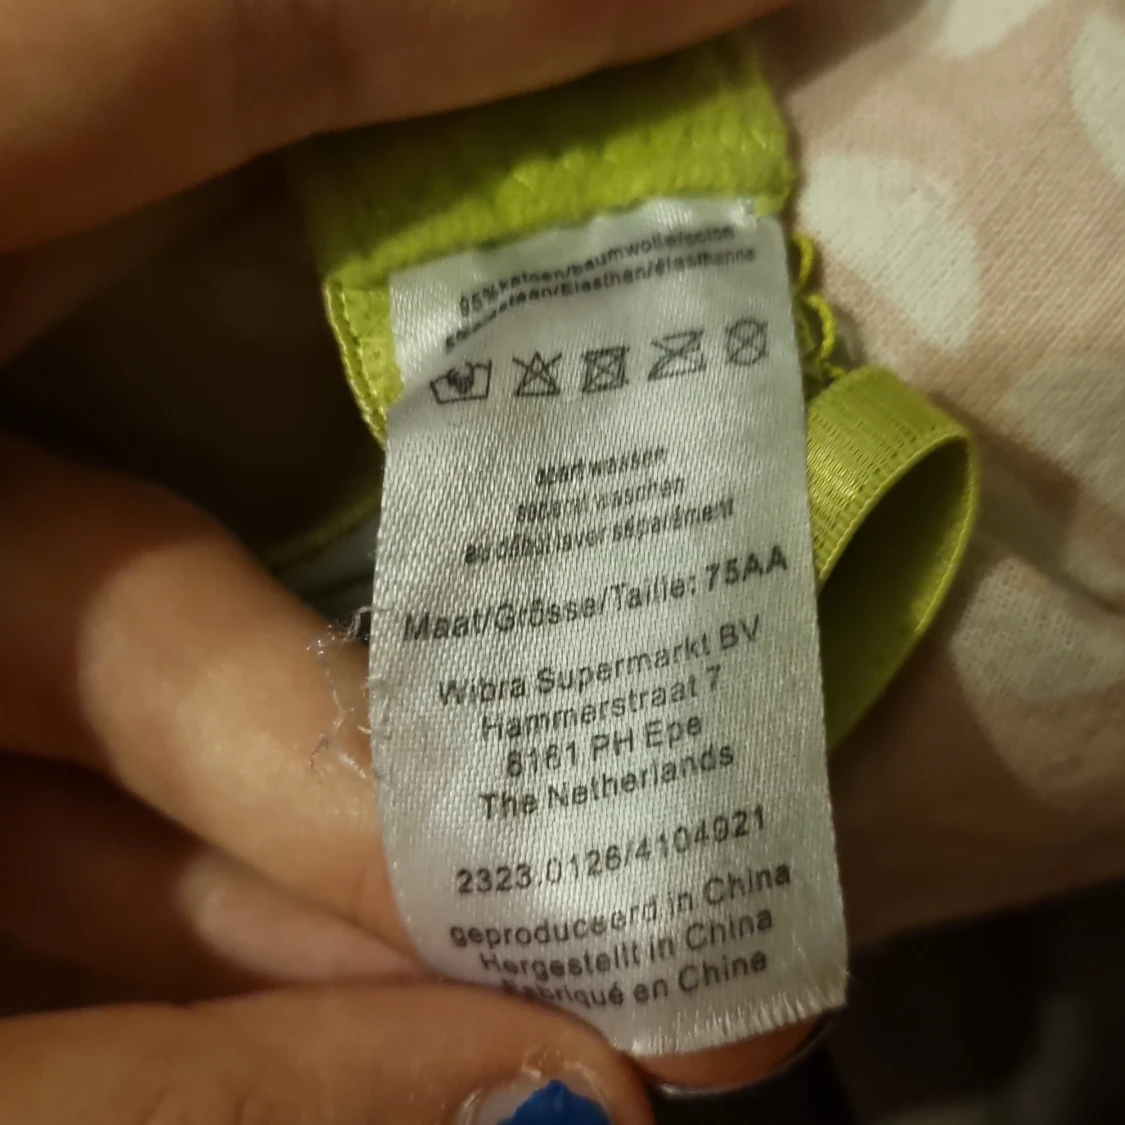 95%katoen/baumwolle/coton
elasteen/Elasthan/élasthanne
apart wassen
separat waschen
au début laver séparément
Maat/Grösse/Taille: 75AA
Wibra Supermarkt BV
Hammerstraat 7
8161 PH Epe
The Netherlands
2323.0126/4104921
geproduceerd in China
Hergestellt in China
Fabriqué en Chine